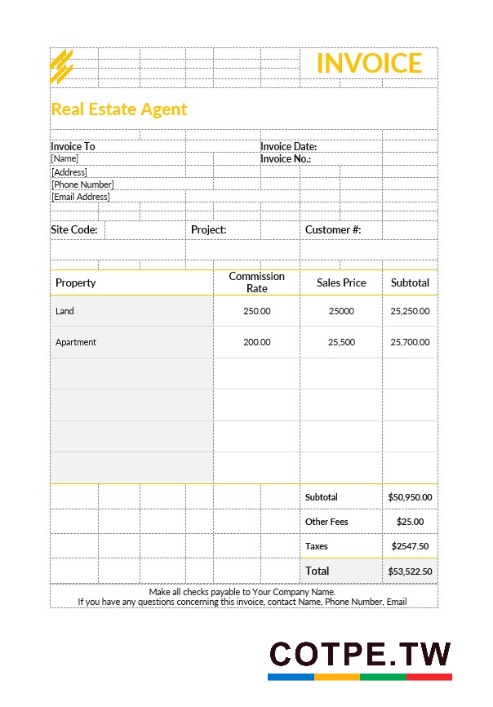 INVOICE
Real Estate Agent
Invoice To Invoice Date:
[Name] Invoice No.:
[Address]
[Phone Number]
[Email Address]
Site Code: Project: Customer #:
Property Commission Rate Sales Price Subtotal
Land 250.00 25000 25,250.00
Apartment 200.00 25,500 25,700.00
Subtotal $50,950.00
Other Fees $25.00
Taxes $2547.50
Total $53,522.50
Make all checks payable to Your Company Name.
If you have any questions concerning this invoice, contact Name, Phone Number, Email
COTPE.TW